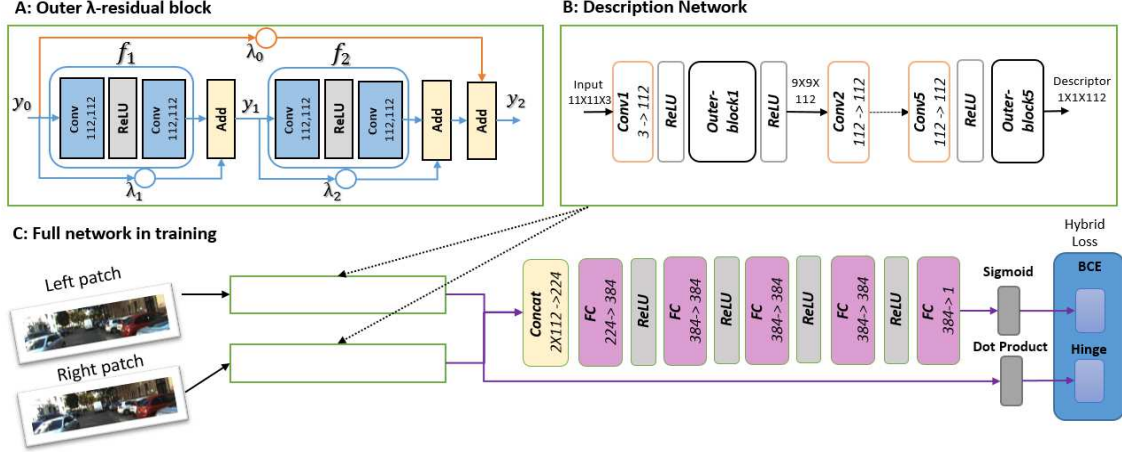 A: Outer λ-residual block
λ₀
f₁
f₂
y₀
Conv
112,112
ReLU
Conv
112,112
Add
y₁
Conv
112,112
ReLU
Conv
112,112
Add
Add
y₂
λ₁
λ₂
B: Description Network
Input
11X11X3
Conv1
3 -> 112
ReLU
Outer-
block1
ReLU
9X9X
112
Conv2
112 -> 112
Conv5
112 -> 112
ReLU
Outer-
block5
Descriptor
1X1X112
C: Full network in training
Left patch
Right patch
Concat
2X112 ->224
FC
224-> 384
ReLU
FC
384-> 384
ReLU
FC
384-> 384
ReLU
FC
384-> 384
ReLU
FC
384-> 1
Sigmoid
Dot Product
Hybrid
Loss
BCE
Hinge